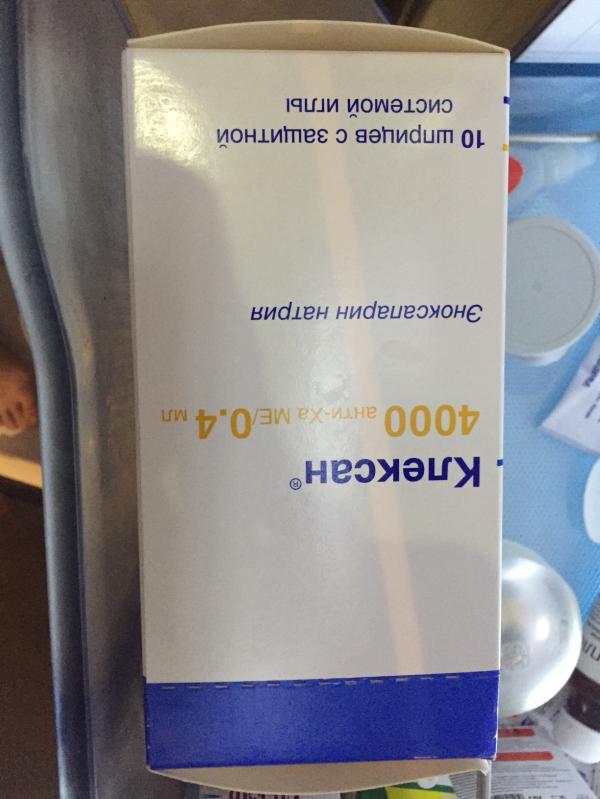 Клексан®
4000 анти-Ха МЕ/0.4 мл
Эноксапарин натрия
10 шприцев с защитной
системой иглы